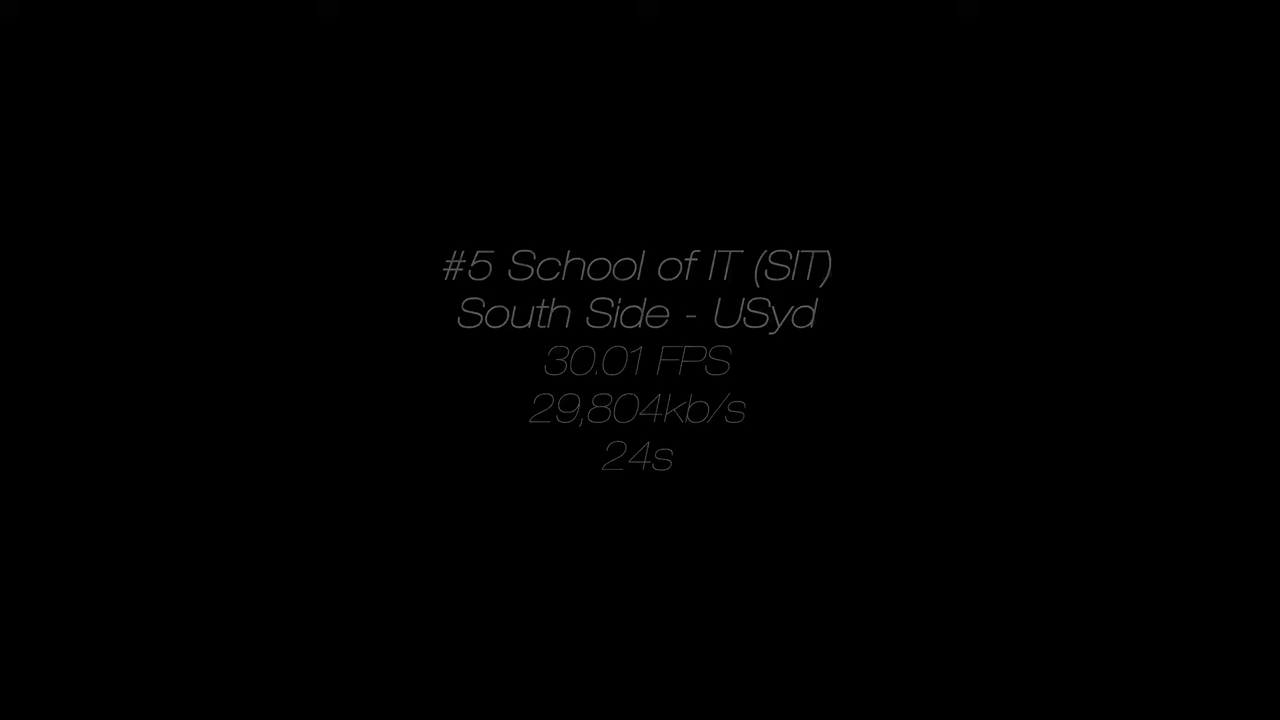 #5 School of IT (SIT)
South Side - USyd
30.01 FPS
29,804kb/s
24s